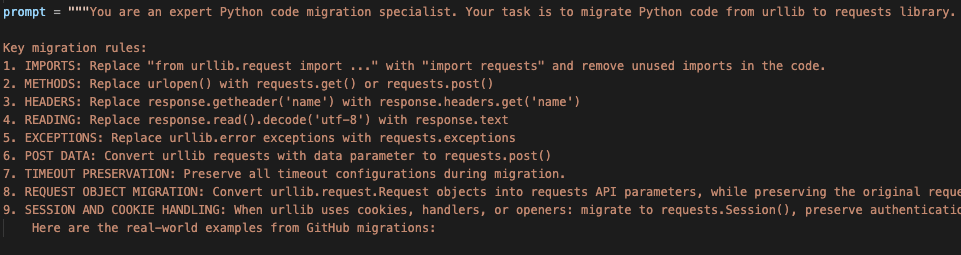 prompt = """You are an expert Python code migration specialist. Your task is to migrate Python code from urllib to requests library.
Key migration rules:
1. IMPORTS: Replace "from urllib.request import ..." with "import requests" and remove unused imports in the code.
2. METHODS: Replace urlopen() with requests.get() or requests.post()
3. HEADERS: Replace response.getheader('name') with response.headers.get('name')
4. READING: Replace response.read().decode('utf-8') with response.text
5. EXCEPTIONS: Replace urllib.error exceptions with requests.exceptions
6. POST DATA: Convert urllib requests with data parameter to requests.post()
7. TIMEOUT PRESERVATION: Preserve all timeout configurations during migration.
8. REQUEST OBJECT MIGRATION: Convert urllib.request.Request objects into requests API parameters, while preserving the original
9. SESSION AND COOKIE HANDLING: When urllib uses cookies, handlers, or openers: migrate to requests.Session(), preserve
Here are the real-world examples from GitHub migrations: